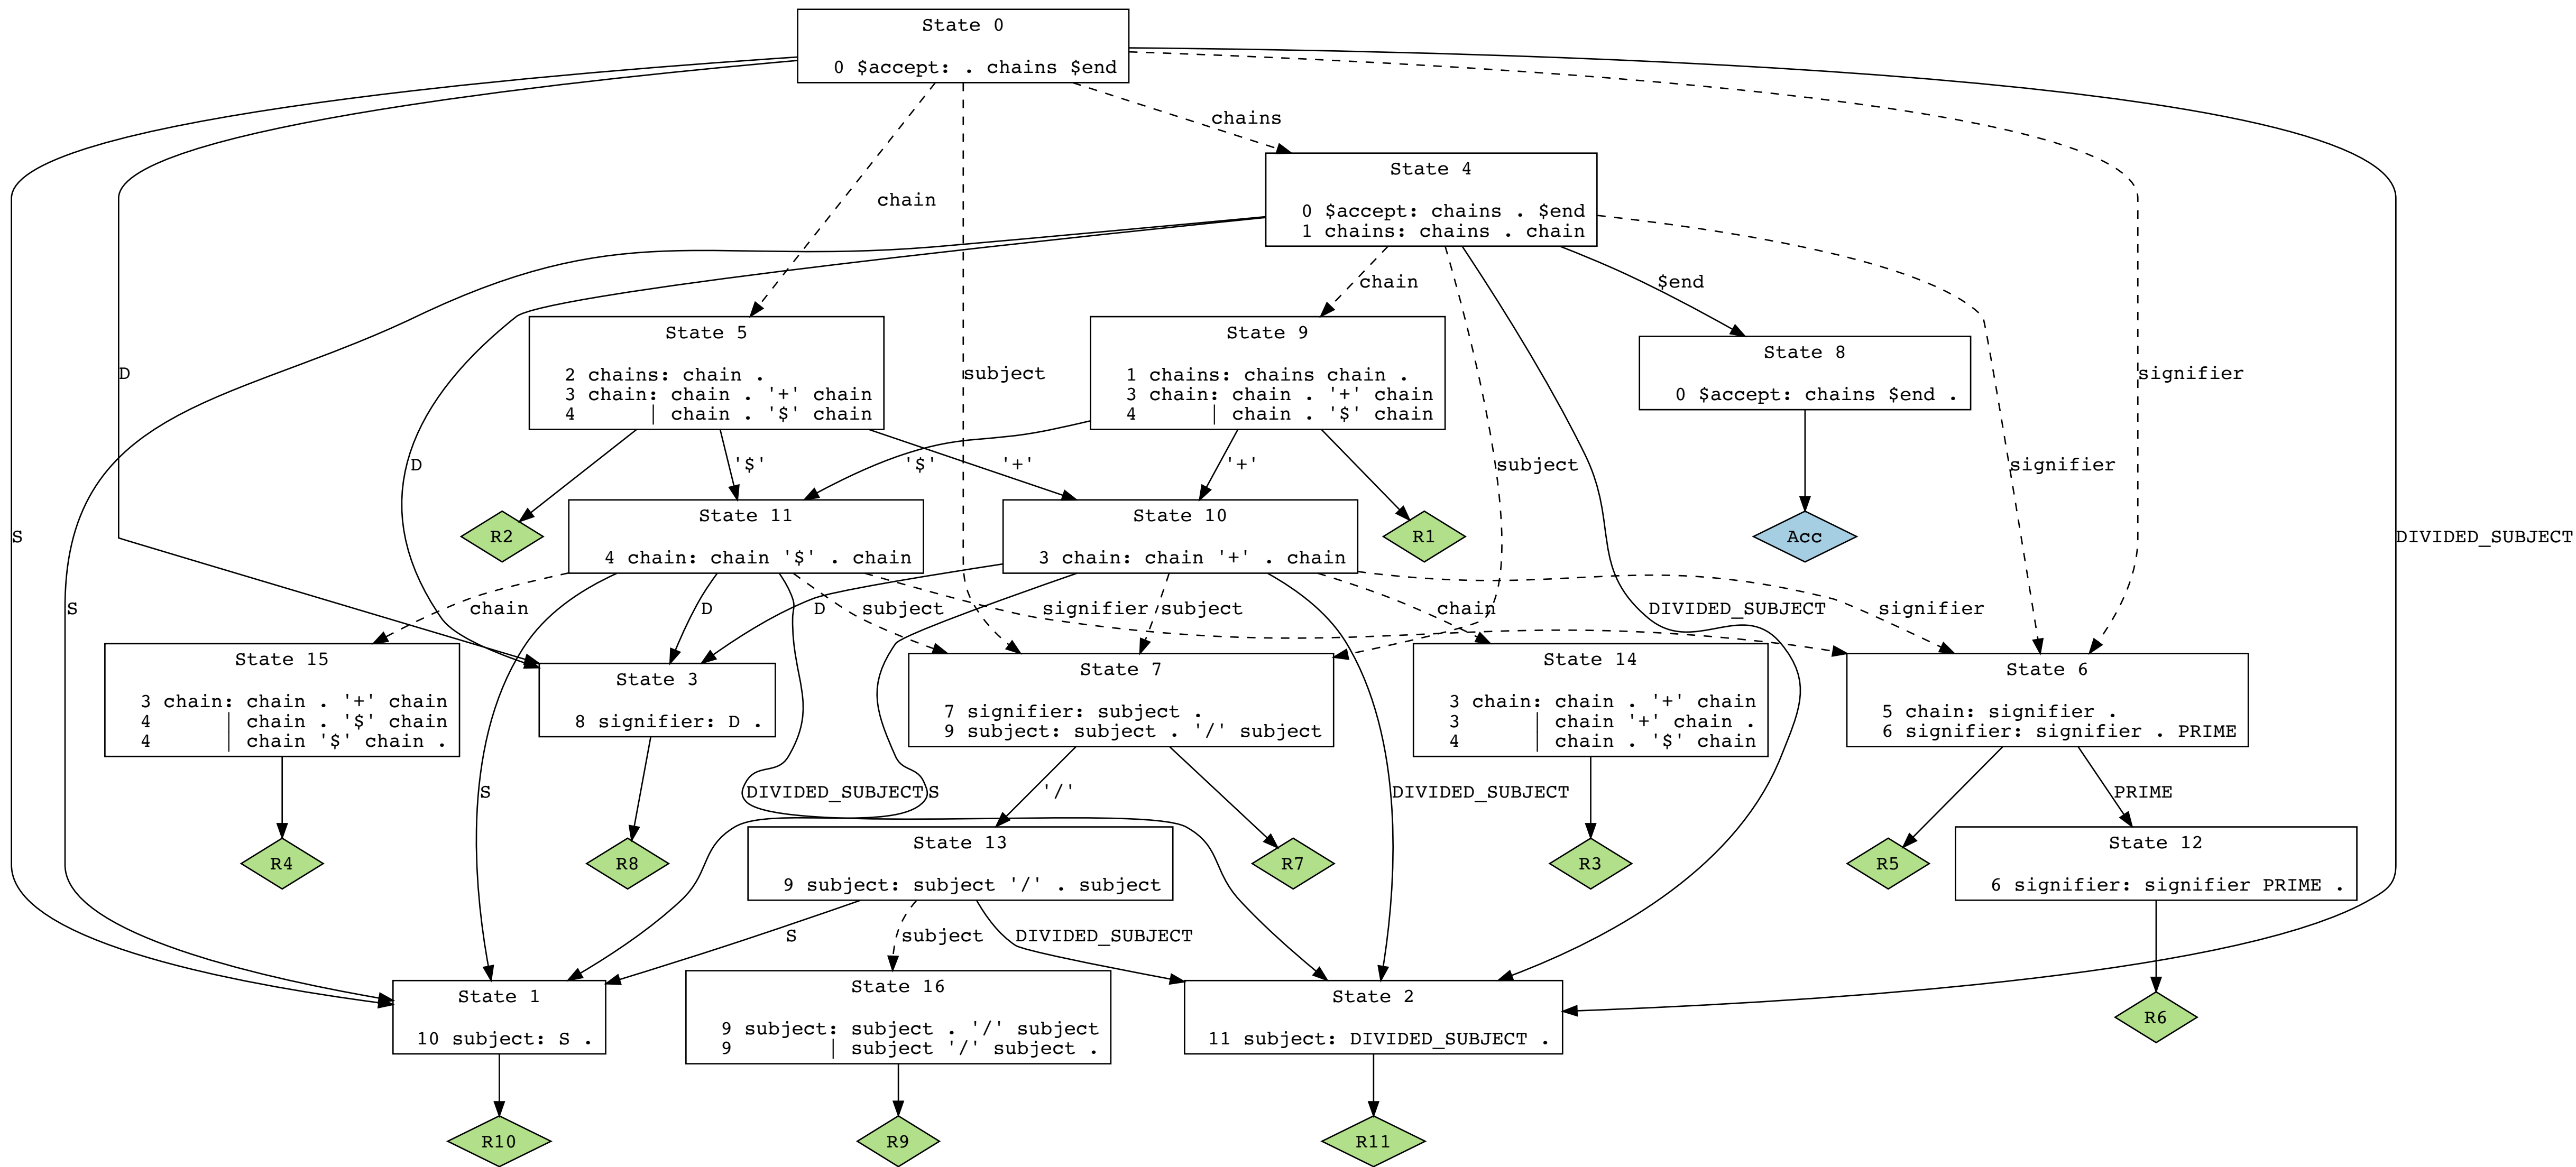 State 0
0 $accept: . chains $end
chains
State 4
0 $accept: chains . $end
1 chains: chains . chain
chain
chain
$end
State 5
2 chains: chain .
3 chain: chain . '+' chain
4 | chain . '$' chain
State 9
1 chains: chains chain .
3 chain: chain . '+' chain
4 | chain . '$' chain
State 8
0 $accept: chains $end .
D
subject
signifier
D
'$'
'$'
'+'
'+'
subject
signifier
S
R2
State 11
4 chain: chain '$' . chain
State 10
3 chain: chain '+' . chain
R1
Acc
DIVIDED_SUBJECT
S
chain
D
D
subject
signifier
subject
chain
DIVIDED_SUBJECT
signifier
State 15
3 chain: chain . '+' chain
4 | chain . '$' chain
4 | chain '$' chain .
State 3
8 signifier: D .
State 7
7 signifier: subject .
9 subject: subject . '/' subject
State 14
3 chain: chain . '+' chain
3 | chain '+' chain .
4 | chain . '$' chain
State 6
5 chain: signifier .
6 signifier: signifier . PRIME
S
DIVIDED_SUBJECT
S
'/'
DIVIDED_SUBJECT
PRIME
R4
R8
State 13
9 subject: subject '/' . subject
R7
R3
R5
State 12
6 signifier: signifier PRIME .
S
subject
DIVIDED_SUBJECT
State 1
10 subject: S .
State 16
9 subject: subject . '/' subject
9 | subject '/' subject .
State 2
11 subject: DIVIDED_SUBJECT .
R6
R10
R9
R11